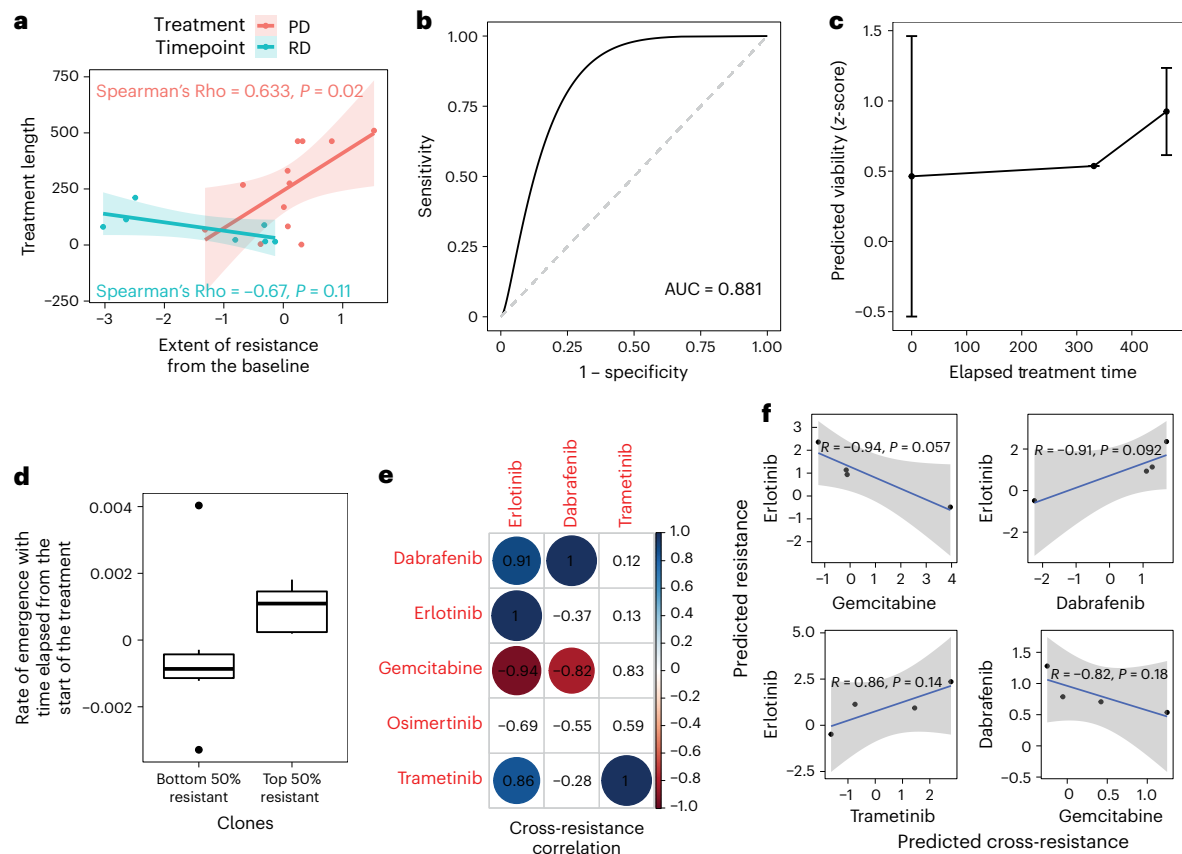 a
Treatment PD
Timepoint RD
Spearman's Rho = 0.633, P = 0.02
Spearman's Rho = −0.67, P = 0.11
750
500
250
0
−250
Treatment length
−3 −2 −1 0 1
Extent of resistance
from the baseline
b
1.00
0.75
0.50
0.25
0
Sensitivity
AUC = 0.881
0 0.25 0.50 0.75 1.00
1 – specificity
c
1.5
1.0
0.5
0.0
−0.5
Predicted viability (z-score)
0 100 200 300 400
Elapsed treatment time
d
0.004
0.002
0
−0.002
Rate of emergence with
time elapsed from the
start of the treatment
Bottom 50% Top 50%
resistant resistant
Clones
e
Erlotinib Dabrafenib Trametinib
Dabrafenib 0.91 1 0.12
Erlotinib 1 −0.37 0.13
Gemcitabine −0.94 −0.82 0.83
Osimertinib −0.69 −0.55 0.59
Trametinib 0.86 −0.28 1
1.0
0.8
0.6
0.4
0.2
0
−0.2
−0.4
−0.6
−0.8
−1.0
Cross-resistance
correlation
f
Predicted resistance
Erlotinib
3
2
1
0
−1
−2
R = −0.94, P = 0.057
−1 0 1 2 3 4
Gemcitabine
Erlotinib
2
0
−2
R = −0.91, P = 0.092
−2 −1 0 1
Dabrafenib
Erlotinib
5.0
2.5
0
−2.5
R = 0.86, P = 0.14
−1 0 1 2
Trametinib
Dabrafenib
1.5
1.0
0.5
0.0
−0.5
R = −0.82, P = 0.18
0 0.5 1.0
Gemcitabine
Predicted cross-resistance